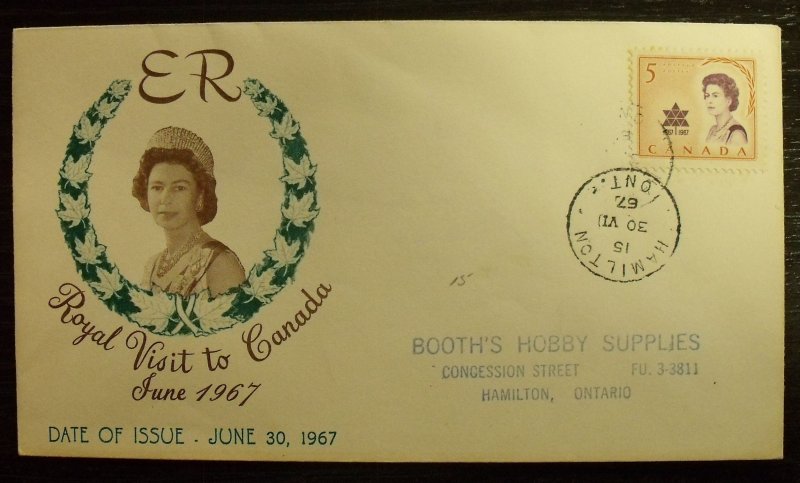 ER
Royal Visit to Canada
June 1967
DATE OF ISSUE - JUNE 30, 1967
5
1867 1967
CANADA
HAMILTON ONT.
15
30 VI
67
15
BOOTH'S HOBBY SUPPLIES
CONCESSION STREET FU. 3-3811
HAMILTON, ONTARIO